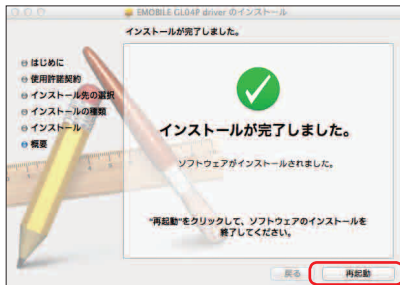 EMOBILE GL04P driver のインストール
インストールが完了しました。
はじめに
使用許諾契約
インストール先の選択
インストールの種類
インストール
概要
インストールが完了しました。
ソフトウェアがインストールされました。
"再起動"をクリックして、ソフトウェアのインストールを
終了してください。
戻る
再起動